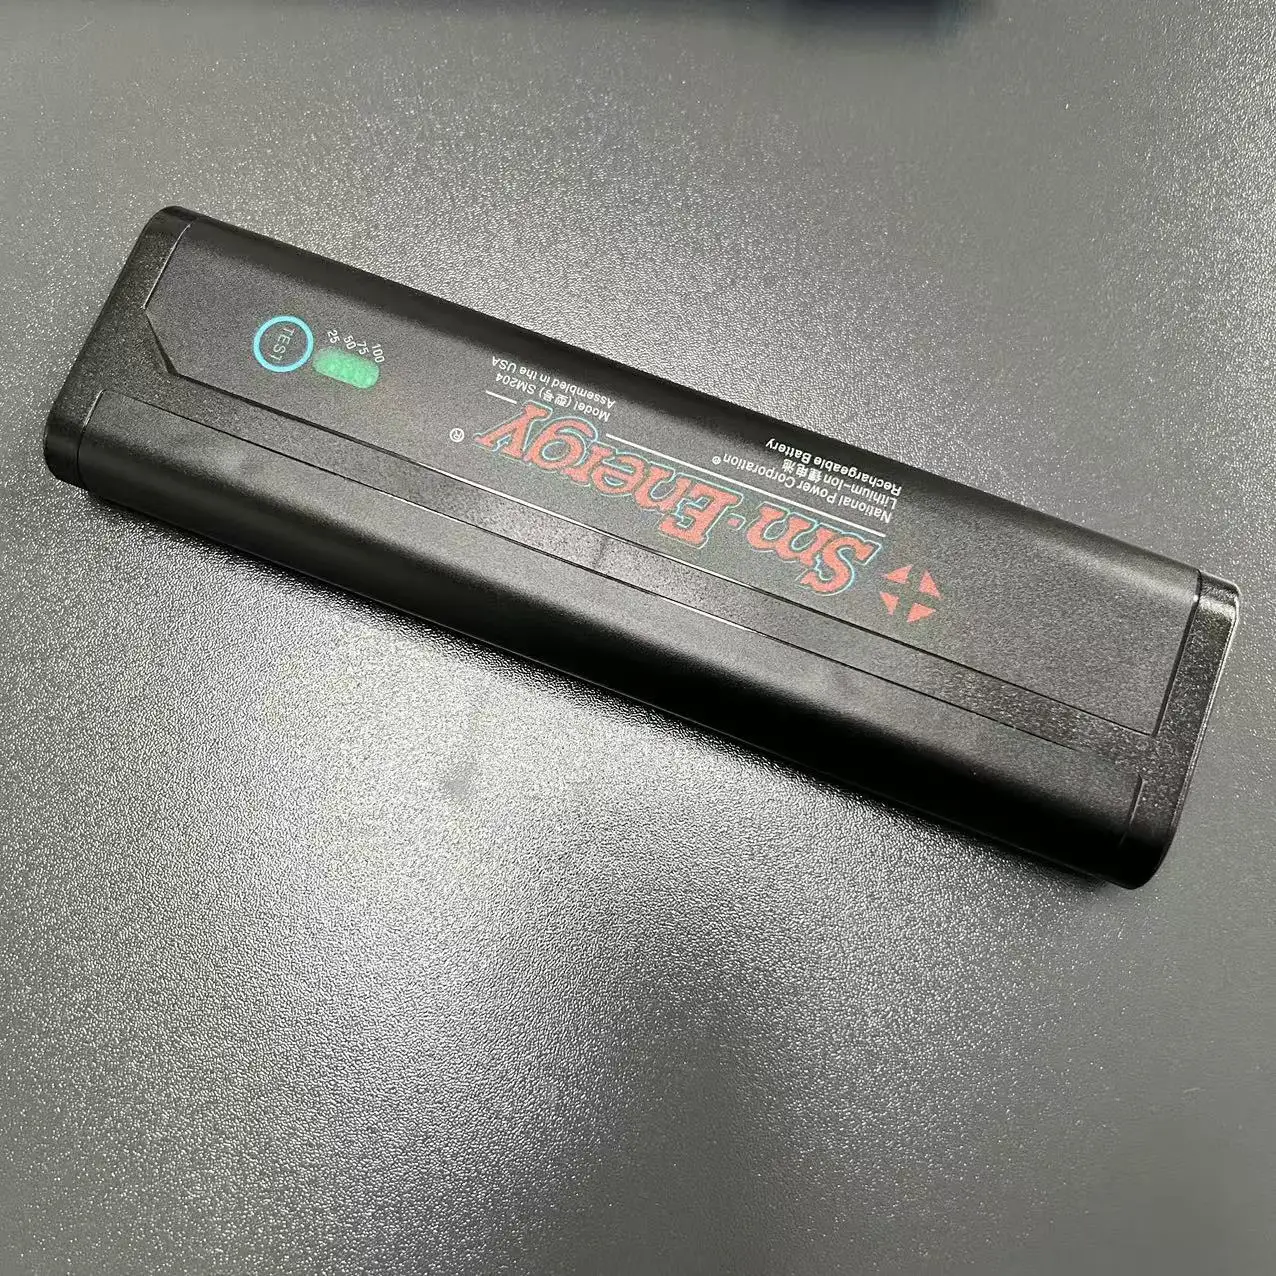 Sm·Energy®
National Power Corporation®
Lithium-Ion 锂电池
Rechargeable Battery
Model (型号) SM204
Assembled in the USA
25 50 75 100
TEST